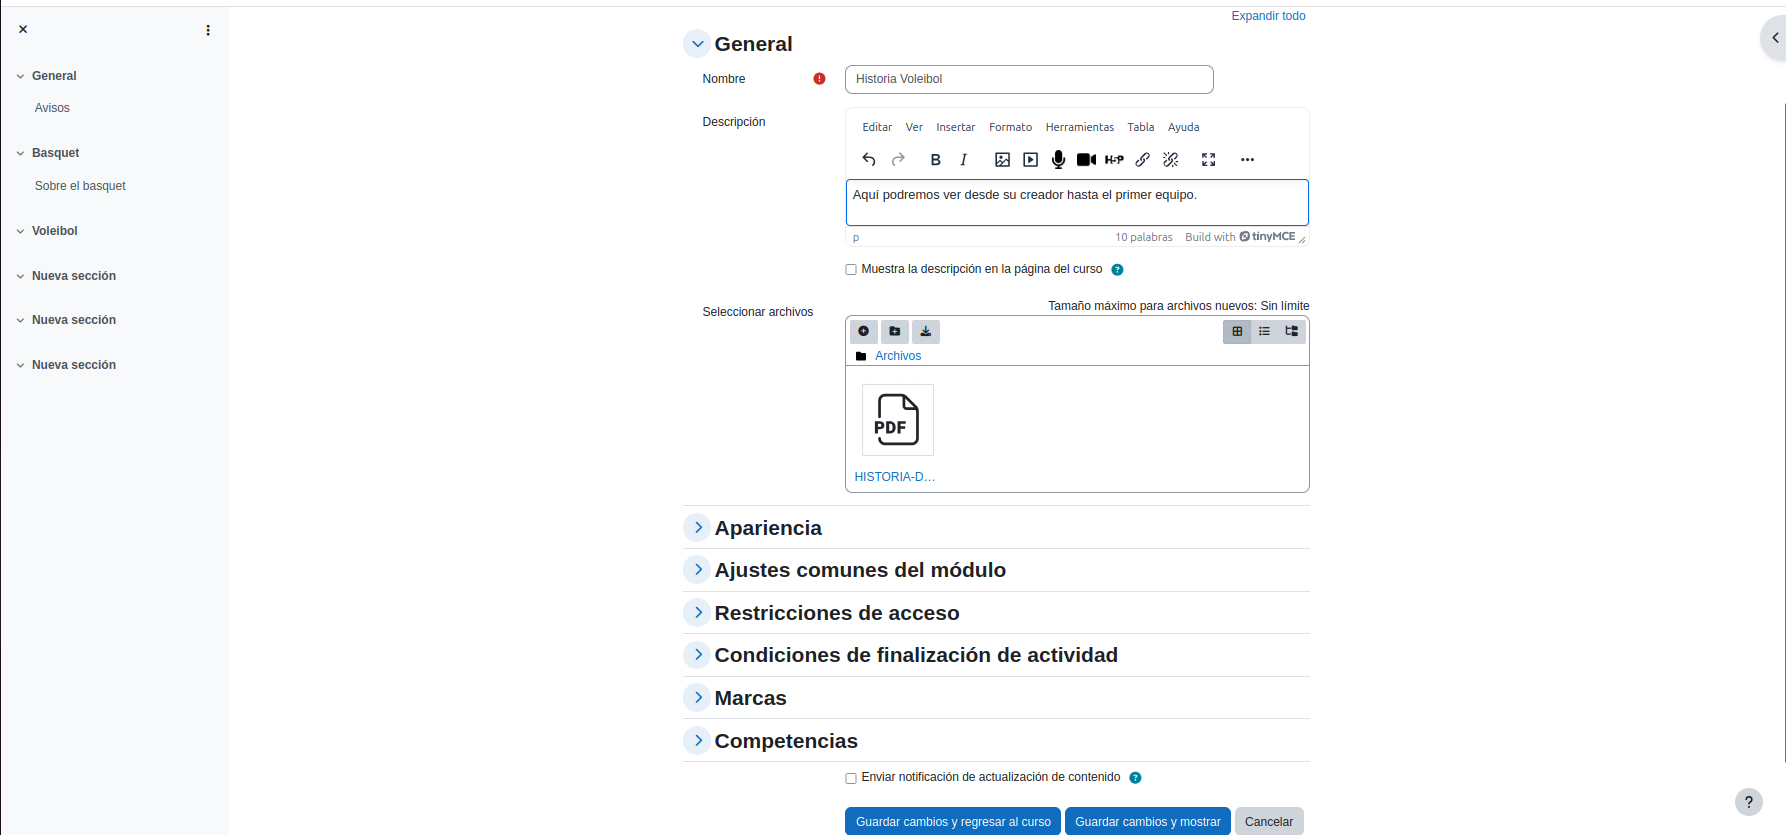 General
Avisos
Basquet
Sobre el basquet
Voleibol
Nueva sección
Nueva sección
Nueva sección
Expandir todo
General
Nombre
Historia Voleibol
Descripción
Editar Ver Insertar Formato Herramientas Tabla Ayuda
B I H5P
Aquí podremos ver desde su creador hasta el primer equipo.
p 10 palabras Build with tinyMCE
Muestra la descripción en la página del curso
Tamaño máximo para archivos nuevos: Sin límite
Seleccionar archivos
Archivos
PDF
HISTORIA-D...
Apariencia
Ajustes comunes del módulo
Restricciones de acceso
Condiciones de finalización de actividad
Marcas
Competencias
Enviar notificación de actualización de contenido
Guardar cambios y regresar al curso Guardar cambios y mostrar Cancelar
?